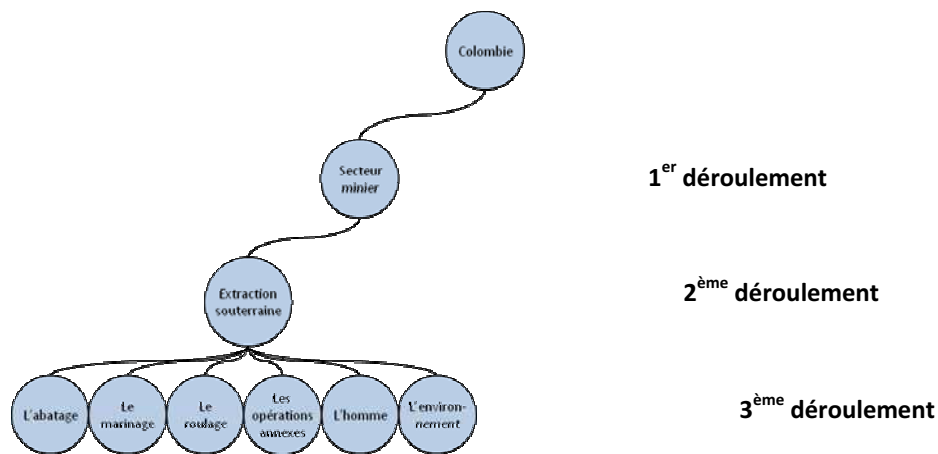 Colombie
Secteur
minier
1er déroulement
Extraction
souterraine
2ème déroulement
L'abatage
Le
marinage
Le
roulage
Les
opérations
annexes
L'homme
L'environ-
nement
3ème déroulement